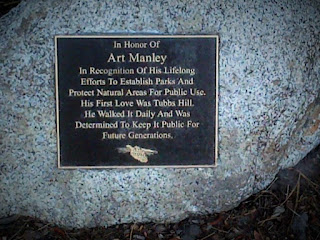 In Honor Of
Art Manley
In Recognition Of His Lifelong
Efforts To Establish Parks And
Protect Natural Areas For Public Use.
His First Love Was Tubbs Hill.
He Walked It Daily And Was
Determined To Keep It Public For
Future Generations.